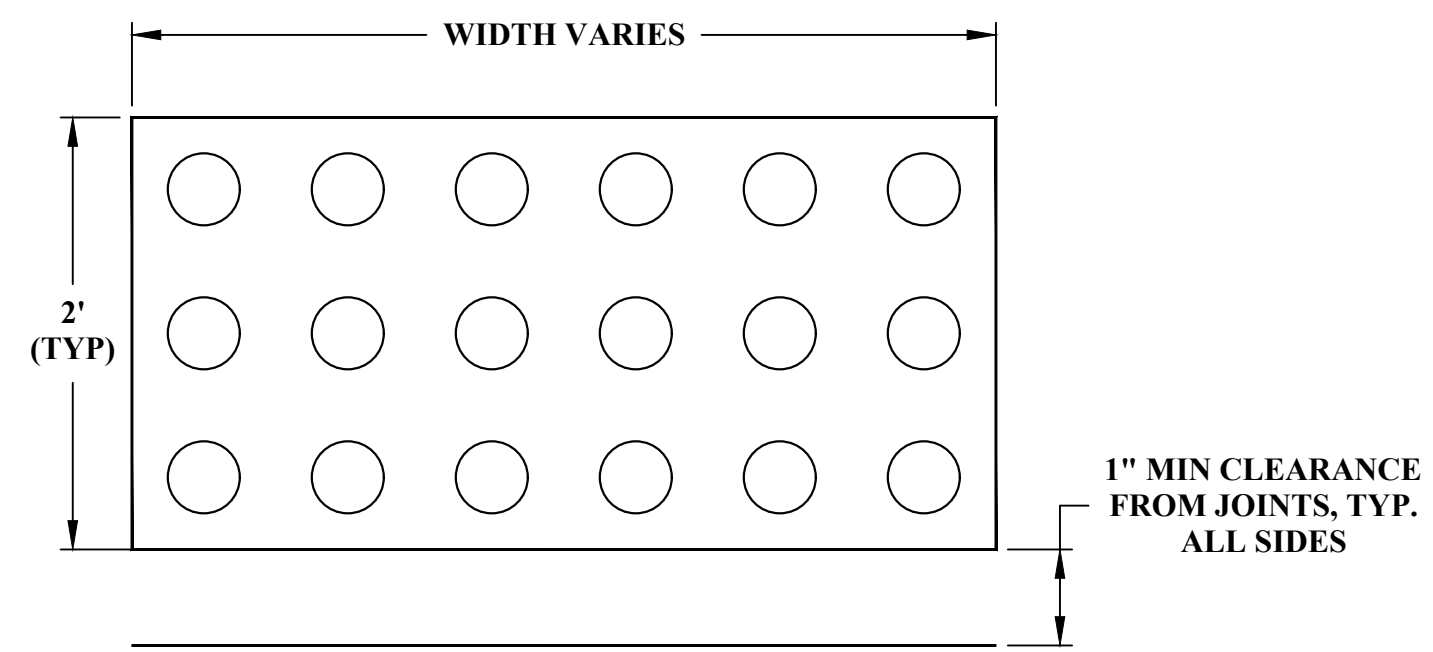 WIDTH VARIES
2'
(TYP)
1" MIN CLEARANCE
FROM JOINTS, TYP.
ALL SIDES